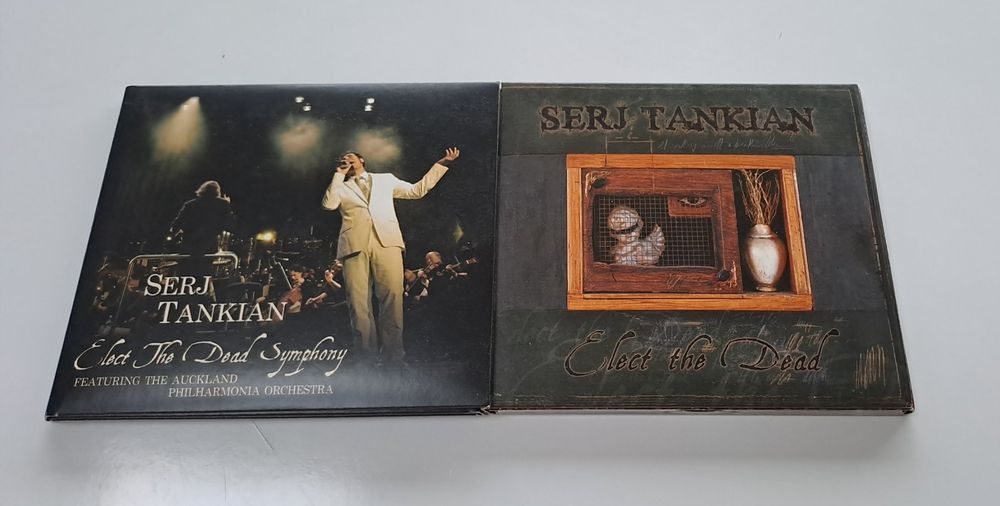 SERJ
TANKIAN
Elect The Dead Symphony
FEATURING THE AUCKLAND
PHILHARMONIA ORCHESTRA
SERJ TANKIAN
Elect the Dead